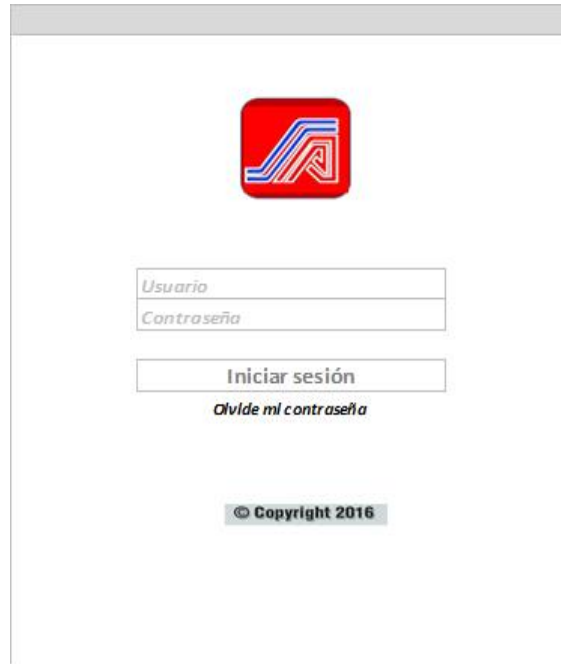 Usuario
Contraseña
Iniciar sesión
Olvide mi contraseña
© Copyright 2016